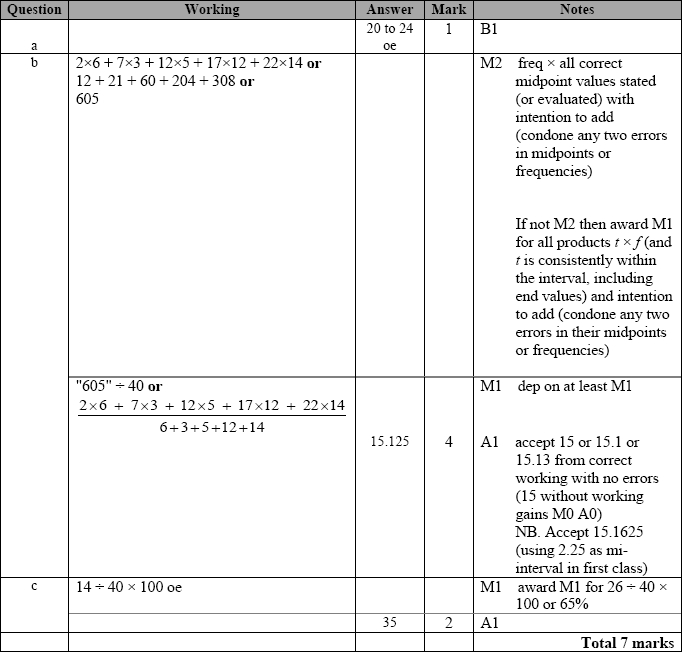 Question Working Answer Mark Notes
a 20 to 24 oe 1 B1
b 2×6 + 7×3 + 12×5 + 17×12 + 22×14 or
12 + 21 + 60 + 204 + 308 or
605
M2 freq × all correct
midpoint values stated
(or evaluated) with
intention to add
(condone any two errors
in midpoints or
frequencies)
If not M2 then award M1
for all products t × f (and
t is consistently within
the interval, including
end values) and intention
to add (condone any two
errors in their midpoints
or frequencies)
"605" ÷ 40 or
2×6 + 7×3 + 12×5 + 17×12 + 22×14
6+3+5+12+14
M1 dep on at least M1
15.125 4 A1 accept 15 or 15.1 or
15.13 from correct
working with no errors
(15 without working
gains M0 A0)
NB. Accept 15.1625
(using 2.25 as mi-
interval in first class)
c 14 ÷ 40 × 100 oe M1 award M1 for 26 ÷ 40 ×
100 or 65%
35 2 A1
Total 7 marks